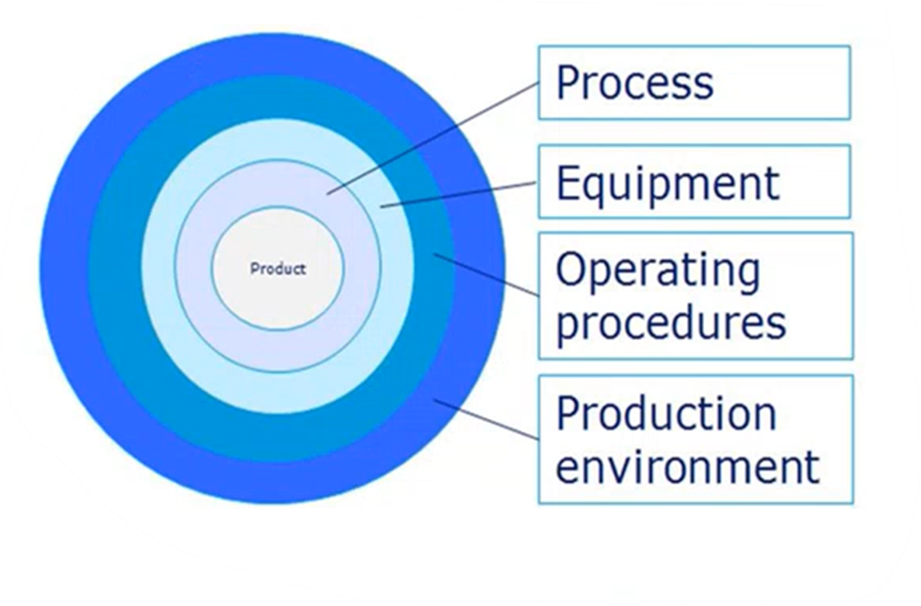 Process
Equipment
Product
Operating
procedures
Production
environment